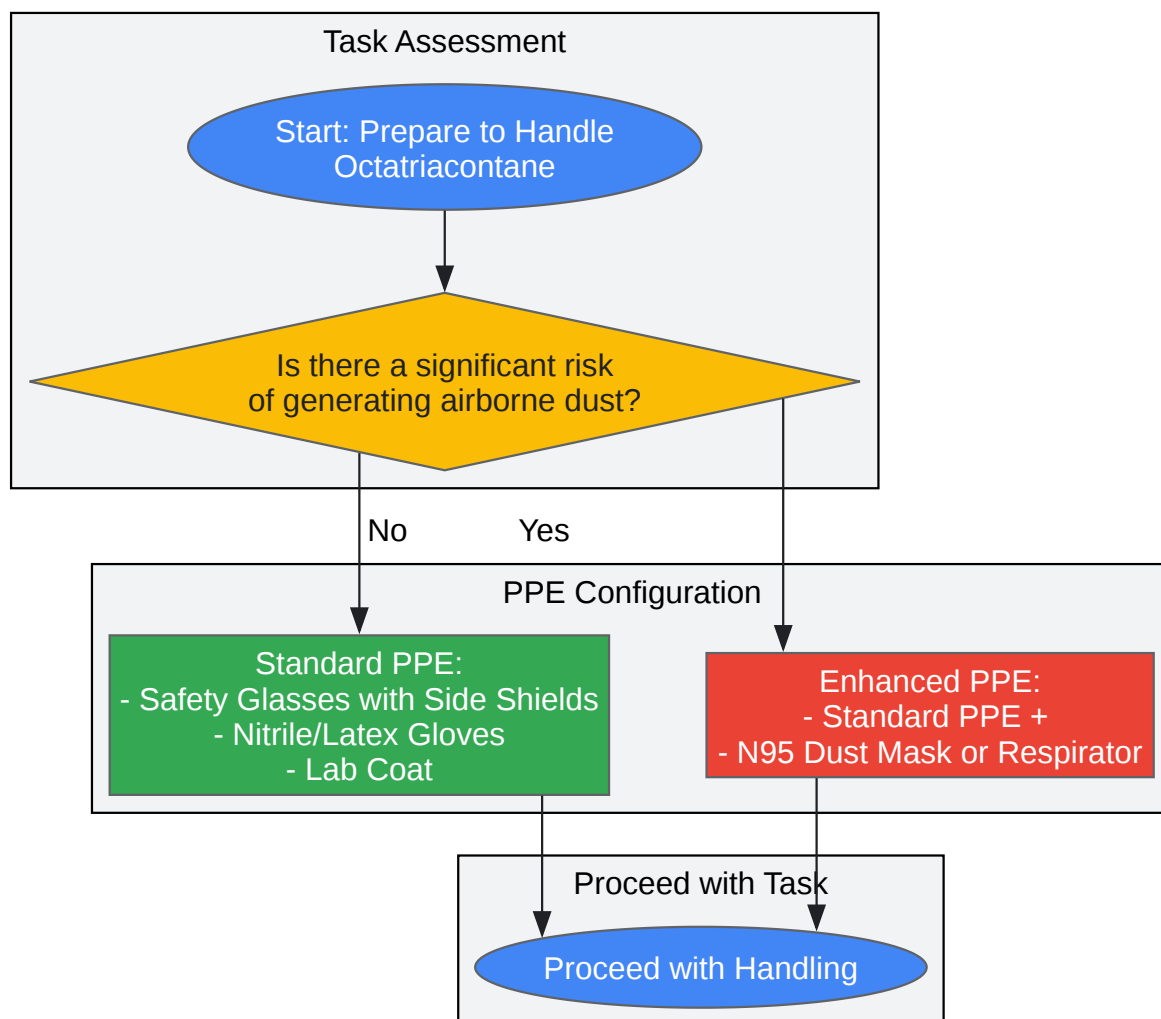 Task Assessment
Start: Prepare to Handle
Octatriacontane
Is there a significant risk
of generating airborne dust?
No
Yes
PPE Configuration
Standard PPE:
- Safety Glasses with Side Shields
- Nitrile/Latex Gloves
- Lab Coat
Enhanced PPE:
- Standard PPE +
- N95 Dust Mask or Respirator
Proceed with Task
Proceed with Handling